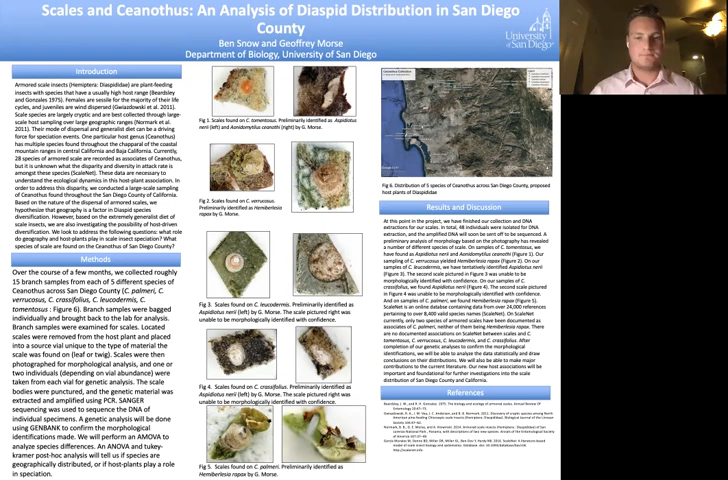 Scales and Ceanothus: An Analysis of Diaspid Distribution in San Diego
County
Ben Snow and Geoffrey Morse
Department of Biology, University of San Diego
University
of San Diego
Introduction
Armored scale insects (Hemiptera: Diaspididae) are plant-feeding
insects with species that have a usually high host range (Beardsley
and Gonzales 1975). Females are sessile for the majority of their life
cycles, and juveniles are wind dispersed (Gwiazdowski et al. 2011).
Scale species are largely cryptic and are best collected through large-
scale host sampling over large geographic ranges (Normark et al.
2011). Their mode of dispersal and generalist diet can be a driving
force for speciation events. One particular host genus (Ceanothus)
has multiple species found throughout the chaparral of the coastal
mountain ranges in central California and Baja California. Currently,
28 species of armored scale are recorded as associates of Ceanothus,
but it is unknown what the disparity and diversity in attack rate is
amongst these species (ScaleNet). These data are necessary to
understand the ecological dynamics in this host-plant association. In
order to address this disparity, we conducted a large-scale sampling
of Ceanothus found throughout the San Diego County of California.
Based on the nature of the dispersal of armored scales, we
hypothesize that geography is a factor in Diaspid species
diversification. However, based on the extremely generalist diet of
scale insects, we are also investigating the possibility of host-driven
diversification. We look to address the following questions: what role
do geography and host-plants play in scale insect speciation? What
species of scale are found on the Ceanothus of San Diego County?
Methods
Over the course of a few months, we collected roughly
15 branch samples from each of 5 different species of
Ceanothus across San Diego County (C. palmeri, C.
verrucosus, C. crassifolius, C. leucodermis, C.
tomentosus : Figure 6). Branch samples were bagged
individually and brought back to the lab for analysis.
Branch samples were examined for scales. Located
scales were removed from the host plant and placed
into a source vial unique to the type of material the
scale was found on (leaf or twig). Scales were then
photographed for morphological analysis, and one or
two individuals (depending on vial abundance) were
taken from each vial for genetic analysis. The scale
bodies were punctured, and the genetic material was
extracted and amplified using PCR. SANGER
sequencing was used to sequence the DNA of
individual specimens. A genetic analysis will be done
using GENBANK to confirm the morphological
identifications made. We will perform an AMOVA to
analyze species differences. An ANOVA and tukey-
kramer post-hoc analysis will tell us if species are
geographically distributed, or if host-plants play a role
in speciation.
Fig 1. Scales found on C. tomentosus. Preliminarily identified as Aspidiotus
nerii (left) and Aonidomytilus ceanothi (right) by G. Morse.
Fig 2. Scales found on C. verrucosus.
Preliminarily identified as Hemiberlesia
rapax by G. Morse.
Fig 3. Scales found on C. leucodermis. Preliminarily identified as
Aspidiotus nerii (left) by G. Morse. The scale pictured right was
unable to be morphologically identified with confidence.
Fig 4. Scales found on C. crassifolius. Preliminarily identified as
Aspidiotus nerii (left) by G. Morse. The scale pictured right was
unable to be morphologically identified with confidence.
Fig 5. Scales found on C. palmeri. Preliminarily identified as
Hemiberlesia rapax by G. Morse.
Fig 6. Distribution of 5 species of Ceanothus across San Diego County, proposed
host plants of Diaspididae
Results and Discussion
At this point in the project, we have finished our collection and DNA
extractions for our scales. In total, 48 individuals were isolated for DNA
extraction, and the amplified DNA will soon be sent off to be sequenced. A
preliminary analysis of morphology based on the photography has revealed
a number of different species of scale. On samples of C. tomentosus, we
have found as Aspidiotus nerii and Aonidomytilus ceanothi (Figure 1). Our
sampling of C. verrucosus yielded Hemiberlesia rapax (Figure 2). On our
samples of C. leucodermis, we have tentatively identified Aspidiotus nerii
(Figure 3). The second scale pictured in Figure 3 was unable to be
morphologically identified with confidence. On our samples of C.
crassifolius, we found Aspidiotus nerii (Figure 4). The second scale pictured
in Figure 4 was unable to be morphologically identified with confidence.
And on samples of C. palmeri, we found Hemiberlesia rapax (Figure 5).
ScaleNet is an online database containing data from over 24,000 references
pertaining to over 8,400 valid species names (ScaleNet). On ScaleNet
currently, only two species of armored scales have been documented as
associates of C. palmeri, neither of them being Hemiberlesia rapax. There
are no documented associations on ScaleNet between scales and C.
tomentosus, C. verrucosus, C. leucodermis, and C. crassifolius. After
completion of our genetic analyses to confirm the morphological
identifications, we will be able to analyze the data statistically and draw
conclusions on their distributions. We will also be able to make major
contributions to the current literature. Our new host associations will be
important and foundational for further investigations into the scale
distribution of San Diego County and California.
References